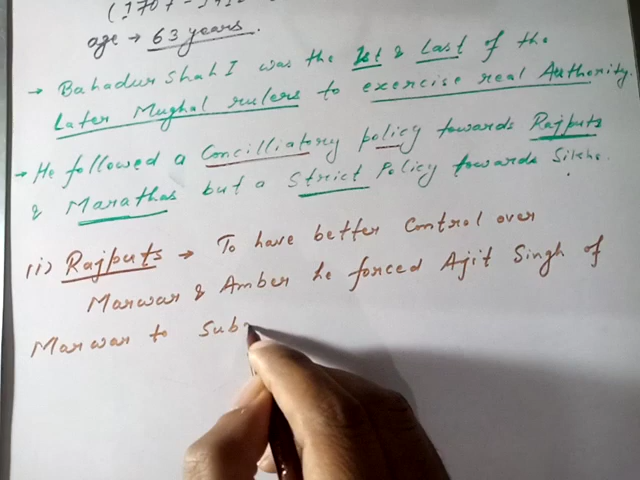 age → 63 years.
→ Bahadur Shah I was the 1st & Last of the
Later Mughal rulers to exercise real Authority.
→ He followed a Concilliatory policy towards Rajputs
& Marathas but a Strict Policy towards Sikhs.
(i) Rajputs → To have better Control over
Marwar & Amber he forced Ajit Singh of
Marwar to Sub